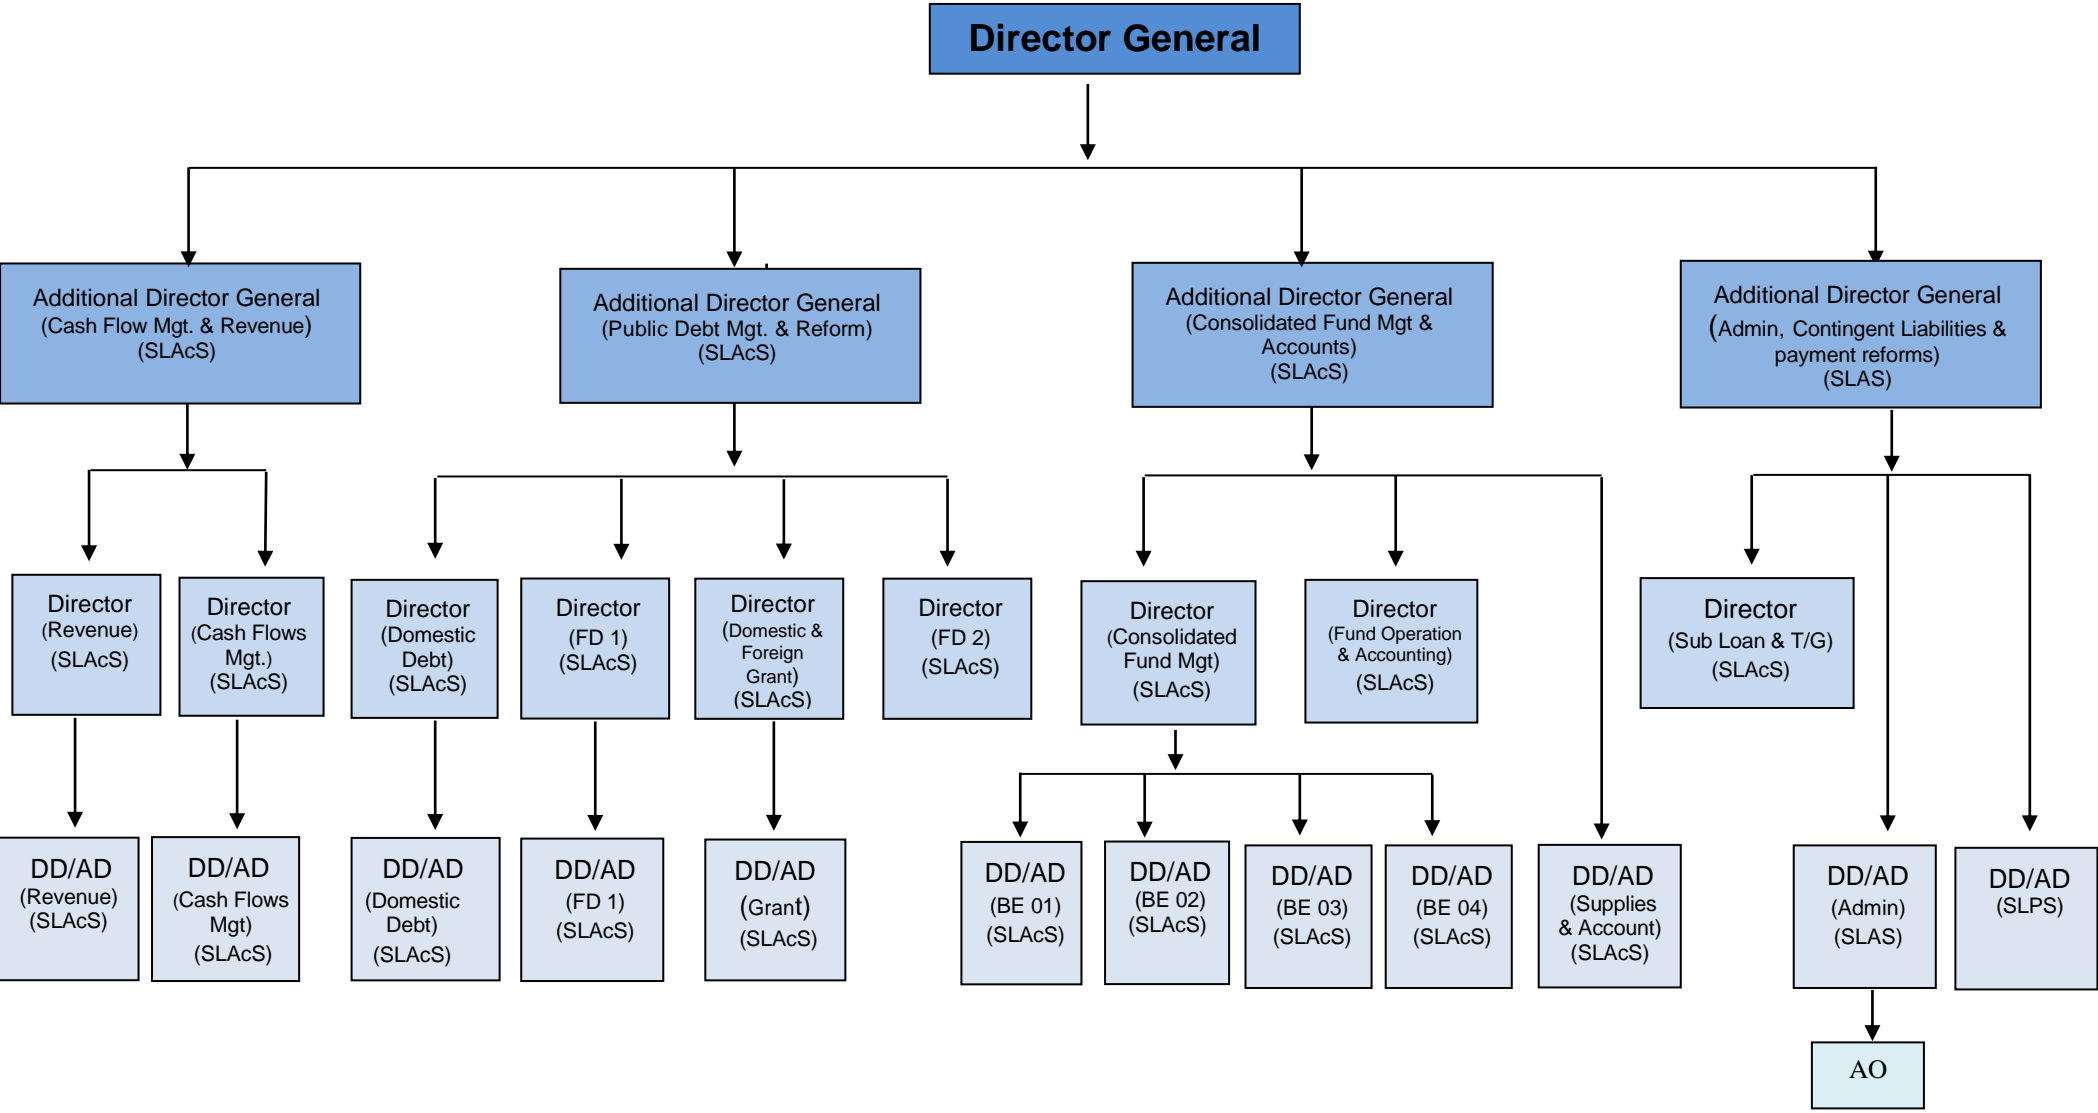 Director General
Additional Director General
(Cash Flow Mgt. & Revenue)
(SLAcS)
Additional Director General
(Public Debt Mgt. & Reform)
(SLAcS)
Additional Director General
(Consolidated Fund Mgt &
Accounts)
(SLAcS)
Additional Director General
(Admin, Contingent Liabilities &
payment reforms)
(SLAS)
Director
(Revenue)
(SLAcS)
Director
(Cash Flows
Mgt.)
(SLAcS)
Director
(Domestic
Debt)
(SLAcS)
Director
(FD 1)
(SLAcS)
Director
(Domestic &
Foreign
Grant)
(SLAcS)
Director
(FD 2)
(SLAcS)
Director
(Consolidated
Fund Mgt)
(SLAcS)
Director
(Fund Operation
& Accounting)
(SLAcS)
Director
(Sub Loan & T/G)
(SLAcS)
DD/AD
(Revenue)
(SLAcS)
DD/AD
(Cash Flows
Mgt)
(SLAcS)
DD/AD
(Domestic
Debt)
(SLAcS)
DD/AD
(FD 1)
(SLAcS)
DD/AD
(Grant)
(SLAcS)
DD/AD
(BE 01)
(SLAcS)
DD/AD
(BE 02)
(SLAcS)
DD/AD
(BE 03)
(SLAcS)
DD/AD
(BE 04)
(SLAcS)
DD/AD
(Supplies
& Account)
(SLAcS)
DD/AD
(Admin)
(SLAS)
DD/AD
(SLPS)
AO